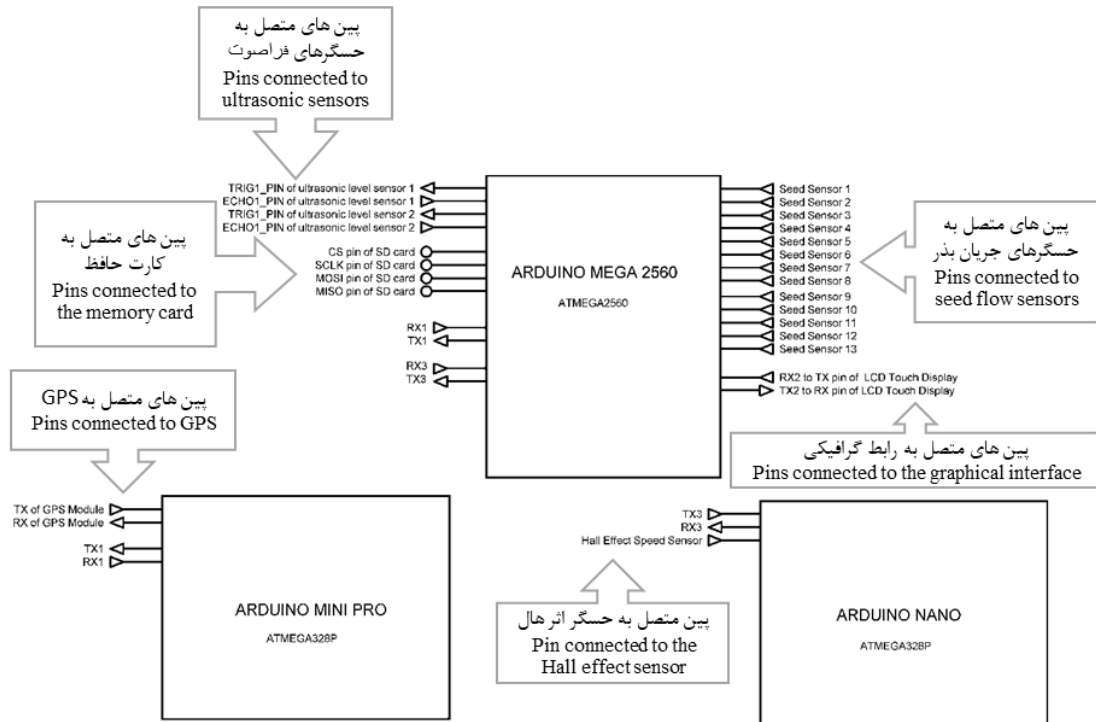 پین های متصل به
حسگرهای فراصوت
Pins connected to
ultrasonic sensors
TRIG1_PIN of ultrasonic level sensor 1
ECHO1_PIN of ultrasonic level sensor 1
TRIG1_PIN of ultrasonic level sensor 2
ECHO1_PIN of ultrasonic level sensor 2
پین های متصل به
کارت حافظ
Pins connected to
the memory card
CS pin of SD card
SCLK pin of SD card
MOSI pin of SD card
MISO pin of SD card
RX1
TX1
RX3
TX3
ARDUINO MEGA 2560
ATMEGA2560
Seed Sensor 1
Seed Sensor 2
Seed Sensor 3
Seed Sensor 4
Seed Sensor 5
Seed Sensor 6
Seed Sensor 7
Seed Sensor 8
Seed Sensor 9
Seed Sensor 10
Seed Sensor 11
Seed Sensor 12
Seed Sensor 13
RX2 to TX pin of LCD Touch Display
TX2 to RX pin of LCD Touch Display
پین های متصل به
حسگرهای جریان بذر
Pins connected to
seed flow sensors
پین های متصل به رابط گرافیکی
Pins connected to the graphical interface
پین های متصل به GPS
Pins connected to GPS
TX of GPS Module
RX of GPS Module
TX1
RX1
ARDUINO MINI PRO
ATMEGA328P
TX3
RX3
Hall Effect Speed Sensor
پین متصل به حسگر اثر هال
Pin connected to the
Hall effect sensor
ARDUINO NANO
ATMEGA328P